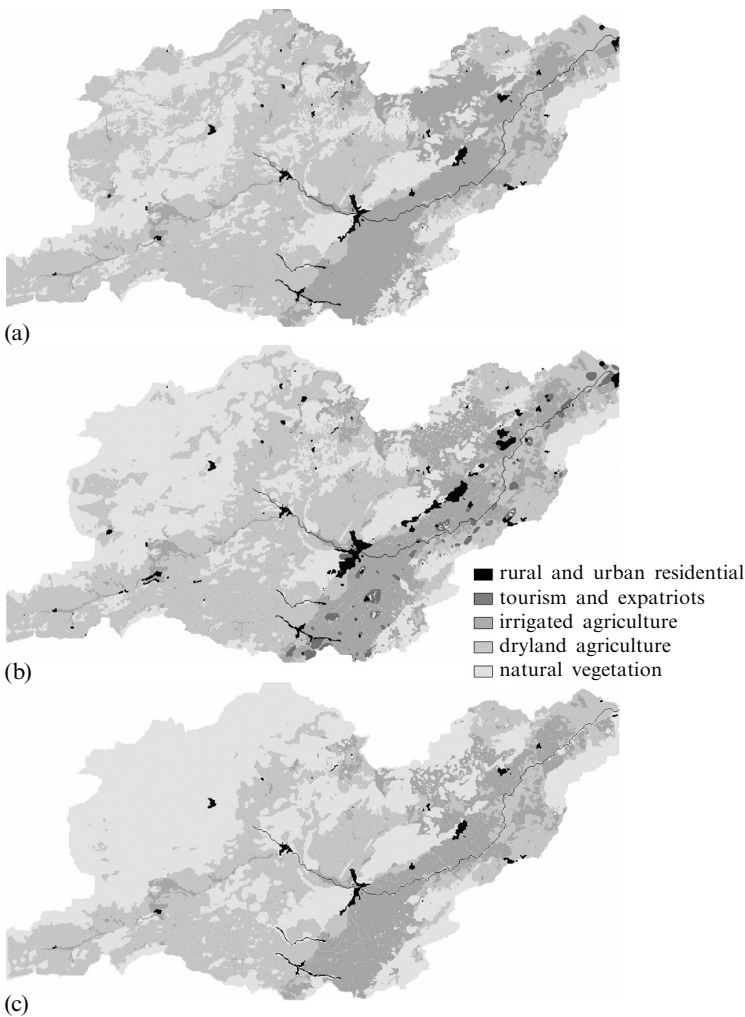 (a)
rural and urban residential
tourism and expatriots
irrigated agriculture
dryland agriculture
natural vegetation
(b)
(c)